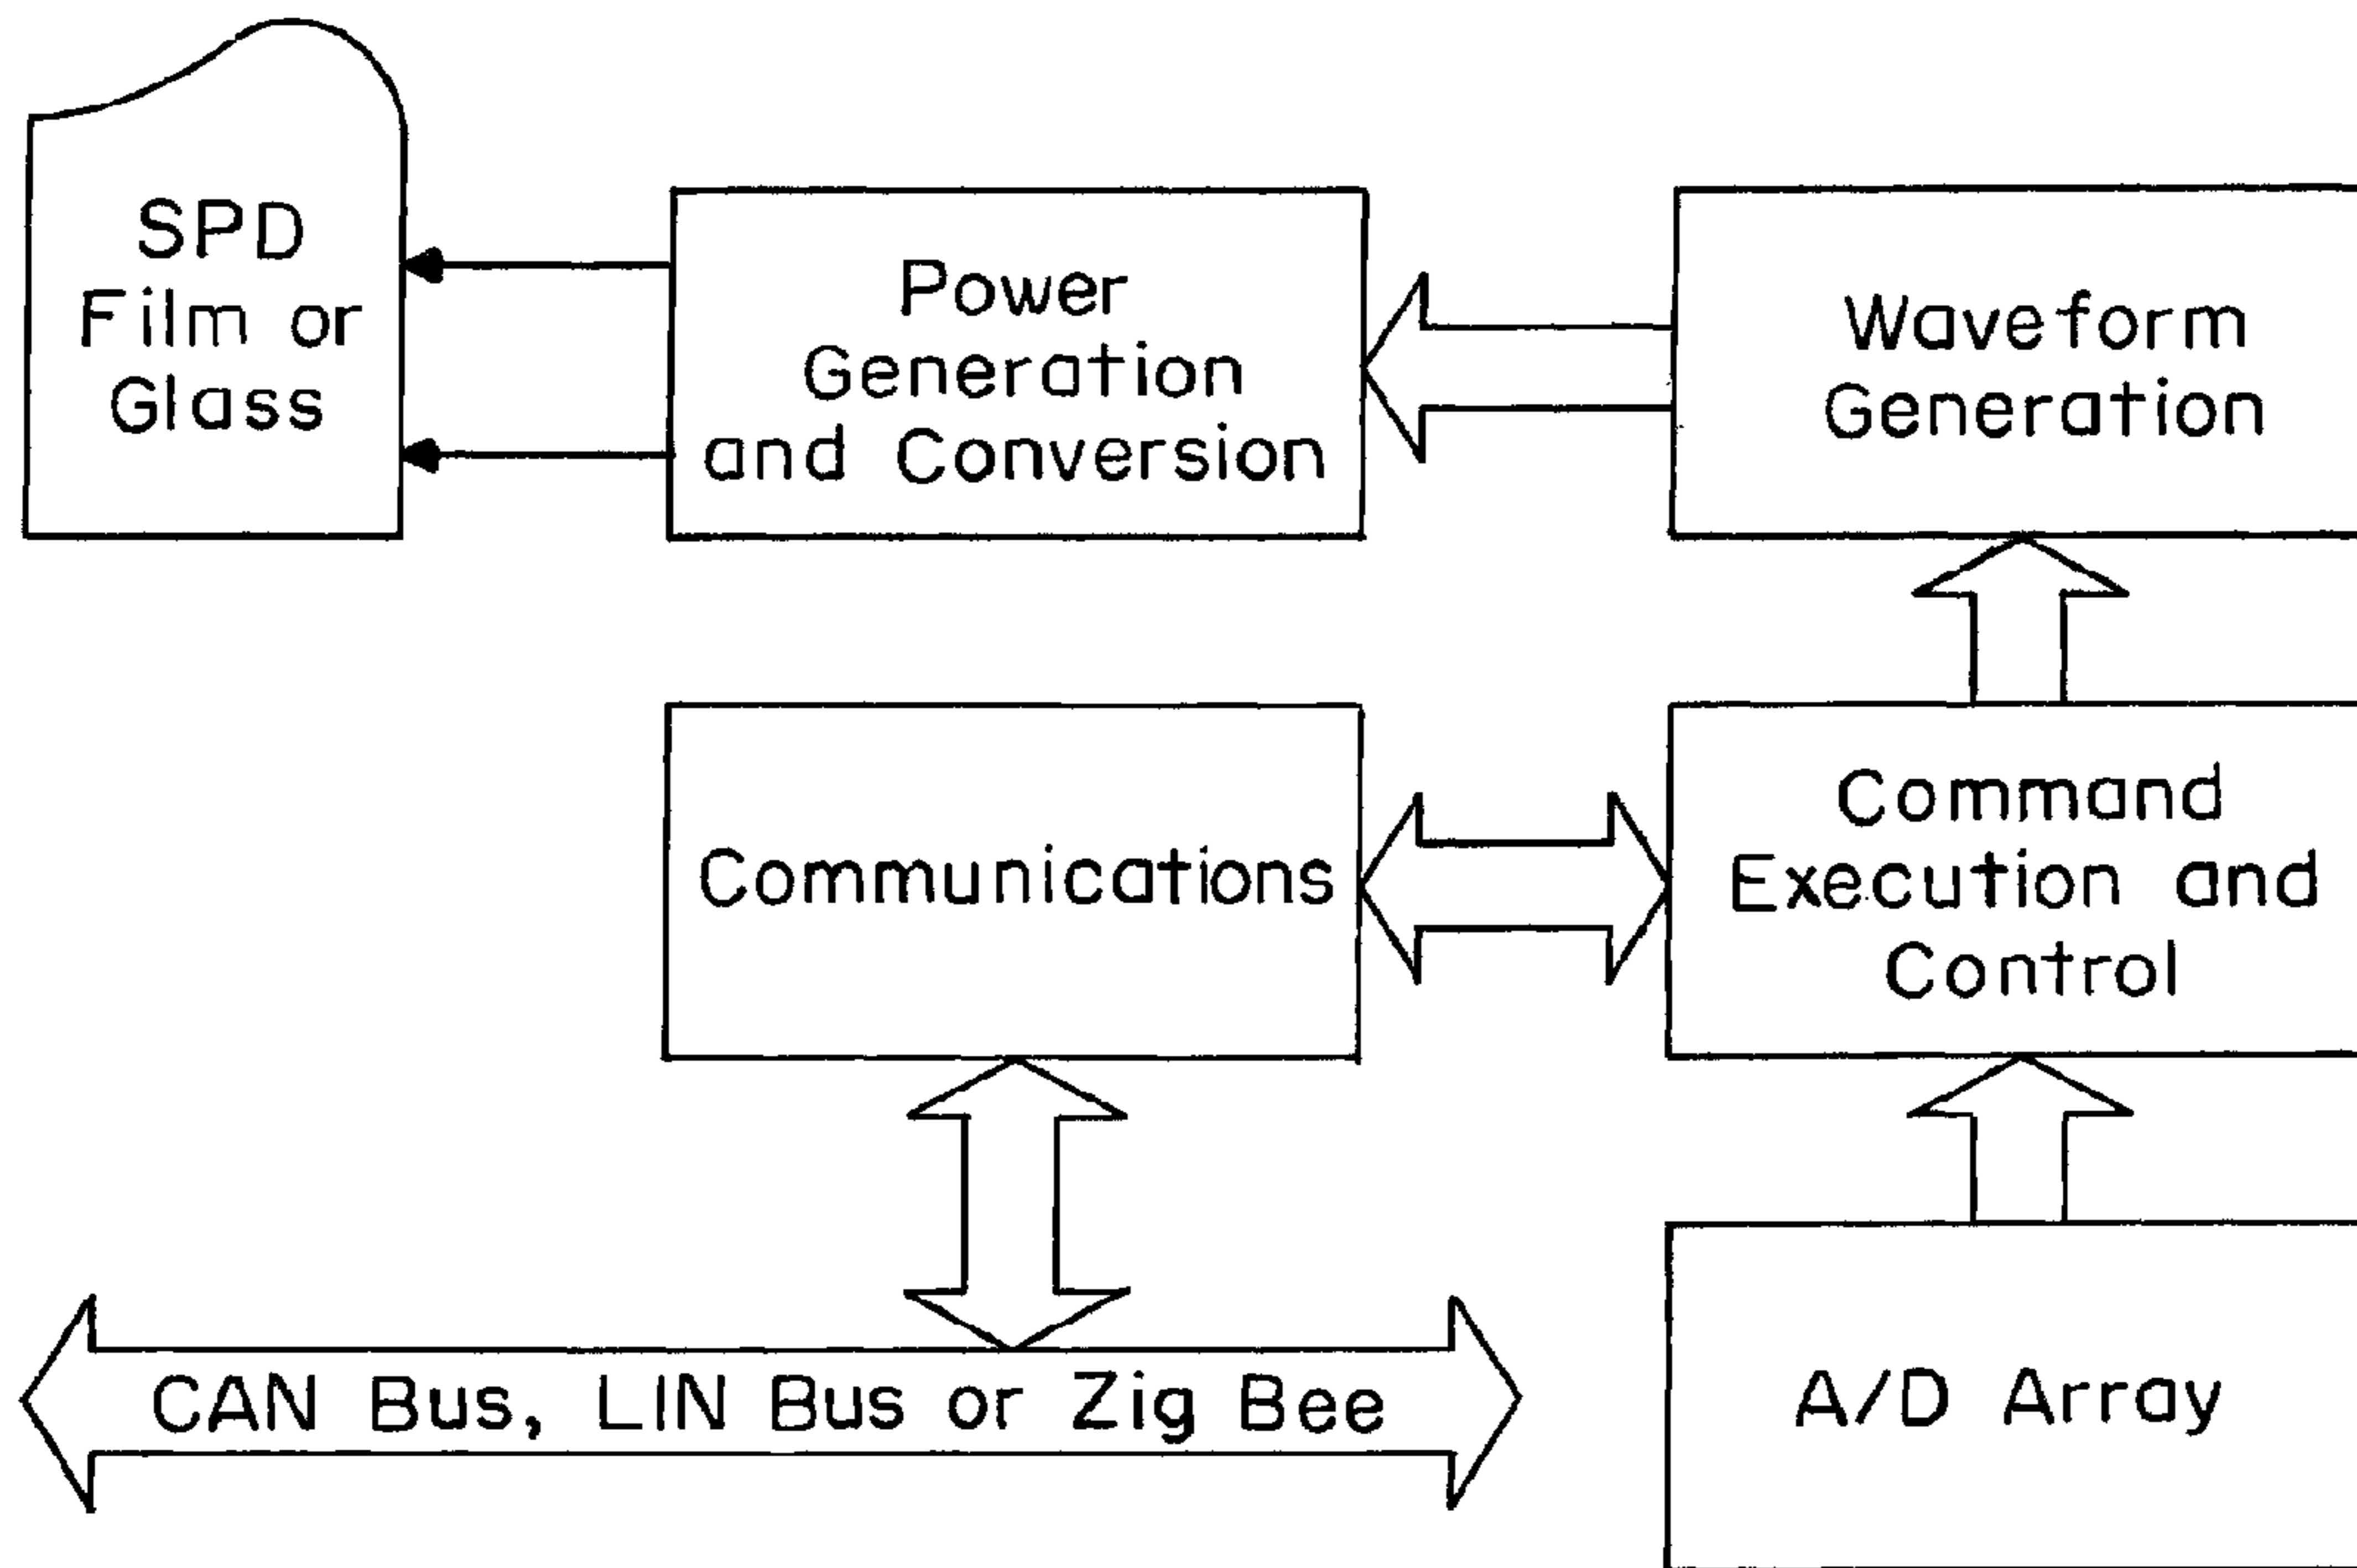 SPD
Film or
Glass
Power
Generation
and Conversion
Waveform
Generation
Communications
Command
Execution and
Control
CAN Bus, LIN Bus or Zig Bee
A/D Array